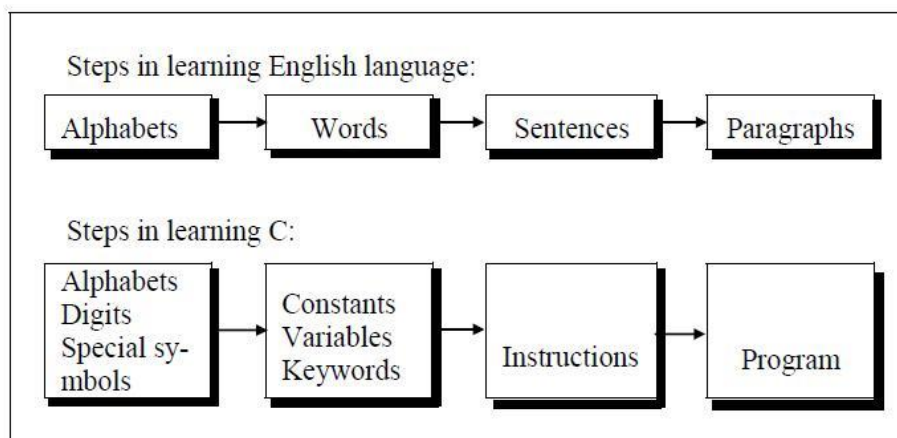 Steps in learning English language:
Alphabets
Words
Sentences
Paragraphs
Steps in learning C:
Alphabets
Digits
Special sy-
mbols
Constants
Variables
Keywords
Instructions
Program